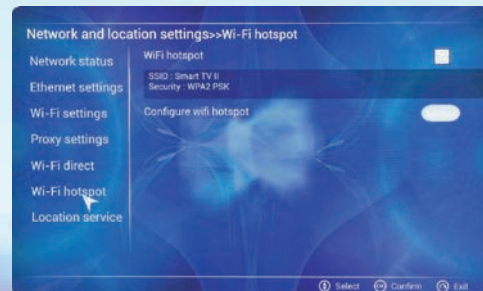 Network and location settings>>Wi-Fi hotspot
Network status
Ethernet settings
Wi-Fi settings
Proxy settings
Wi-Fi direct
Wi-Fi hotspot
Location service
WiFi hotspot
SSID : Smart TV II
Security : WPA2 PSK
Configure wifi hotspot
Select
OK Confirm
Exit